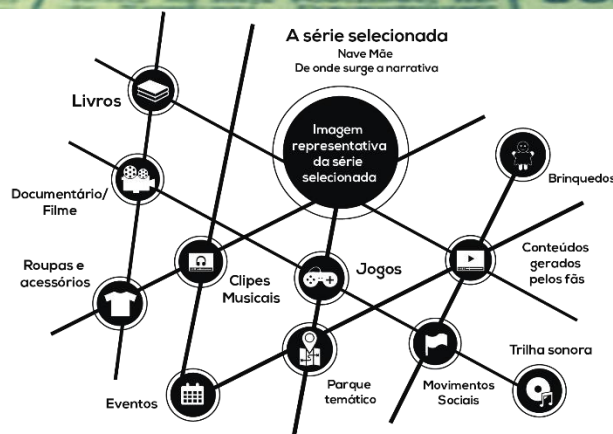 A série selecionada
Nave Mãe
De onde surge a narrativa
Livros
Imagem
representativa
da série
selecionada
Documentário/
Filme
Brinquedos
Roupas e
acessórios
Clipes
Musicais
Jogos
Conteúdos
gerados
pelos fãs
Eventos
Parque
temático
Movimentos
Sociais
Trilha sonora